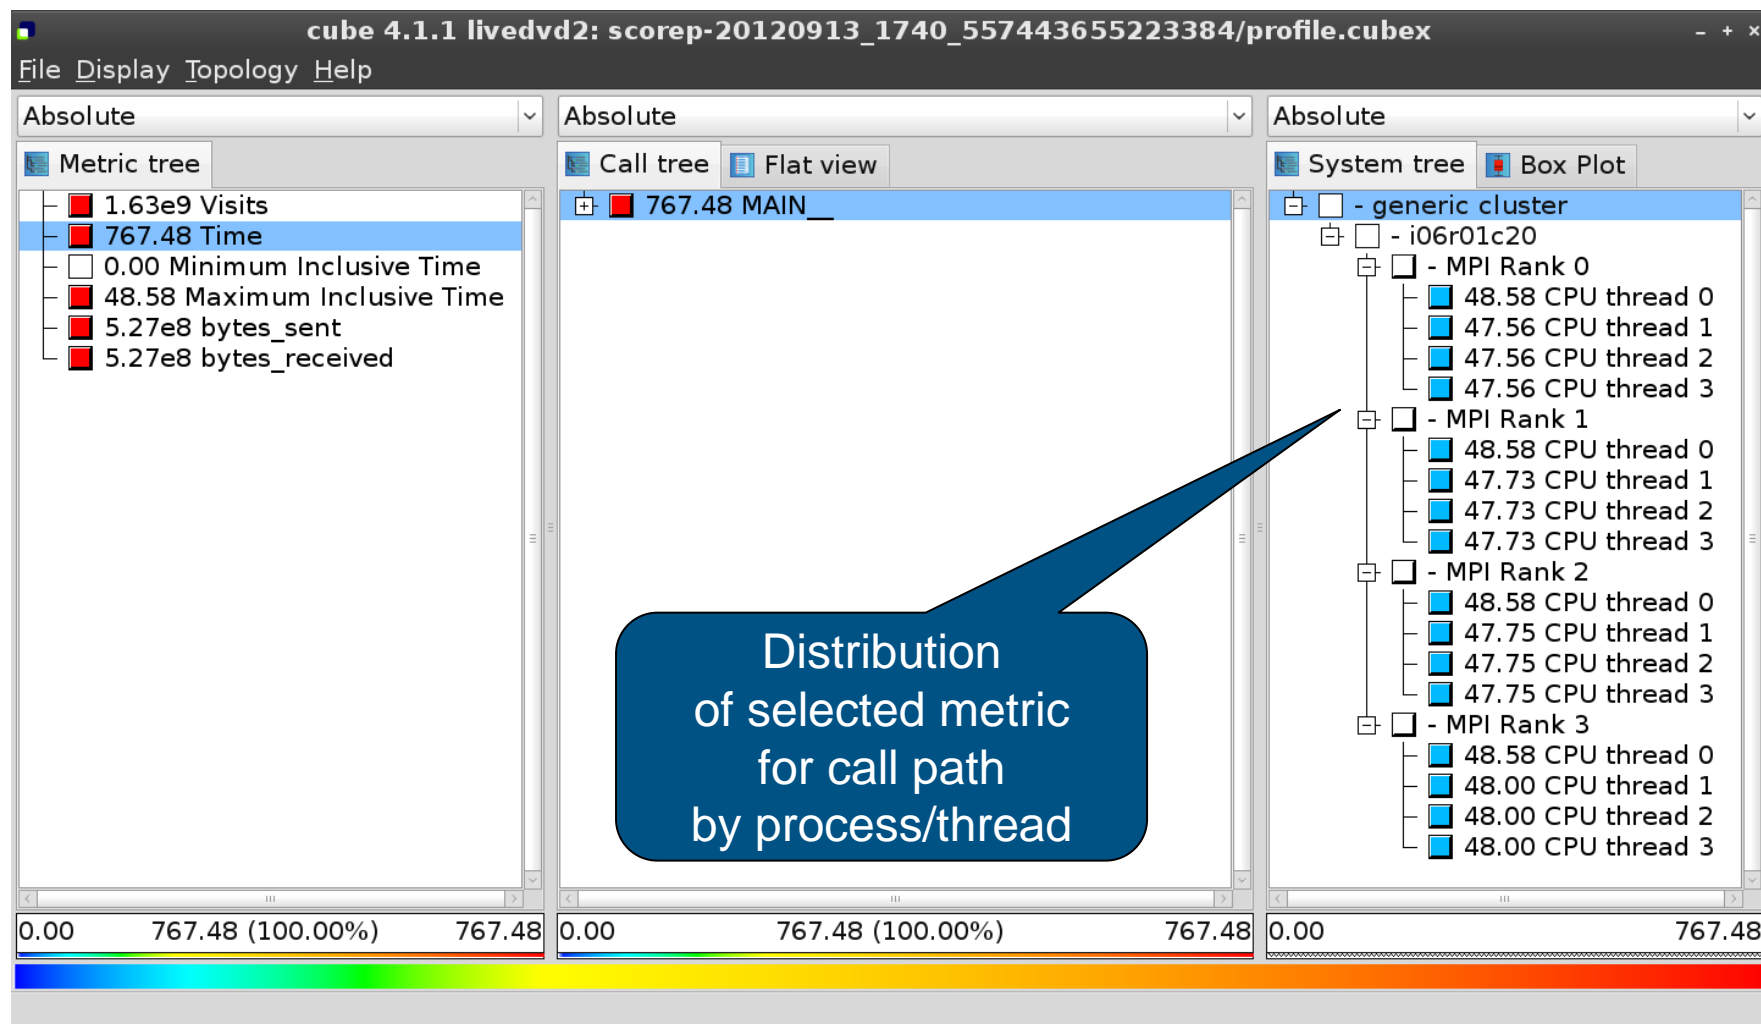 cube 4.1.1 livedvd2: scorep-20120913_1740_557443655223384/profile.cubex
File Display Topology Help
Absolute
Metric tree
1.63e9 Visits
767.48 Time
0.00 Minimum Inclusive Time
48.58 Maximum Inclusive Time
5.27e8 bytes_sent
5.27e8 bytes_received
0.00 767.48 (100.00%) 767.48
Absolute
Call tree Flat view
767.48 MAIN__
Distribution
of selected metric
for call path
by process/thread
0.00 767.48 (100.00%) 767.48
Absolute
System tree Box Plot
- generic cluster
- i06r01c20
- MPI Rank 0
48.58 CPU thread 0
47.56 CPU thread 1
47.56 CPU thread 2
47.56 CPU thread 3
- MPI Rank 1
48.58 CPU thread 0
47.73 CPU thread 1
47.73 CPU thread 2
47.73 CPU thread 3
- MPI Rank 2
48.58 CPU thread 0
47.75 CPU thread 1
47.75 CPU thread 2
47.75 CPU thread 3
- MPI Rank 3
48.58 CPU thread 0
48.00 CPU thread 1
48.00 CPU thread 2
48.00 CPU thread 3
0.00 767.48